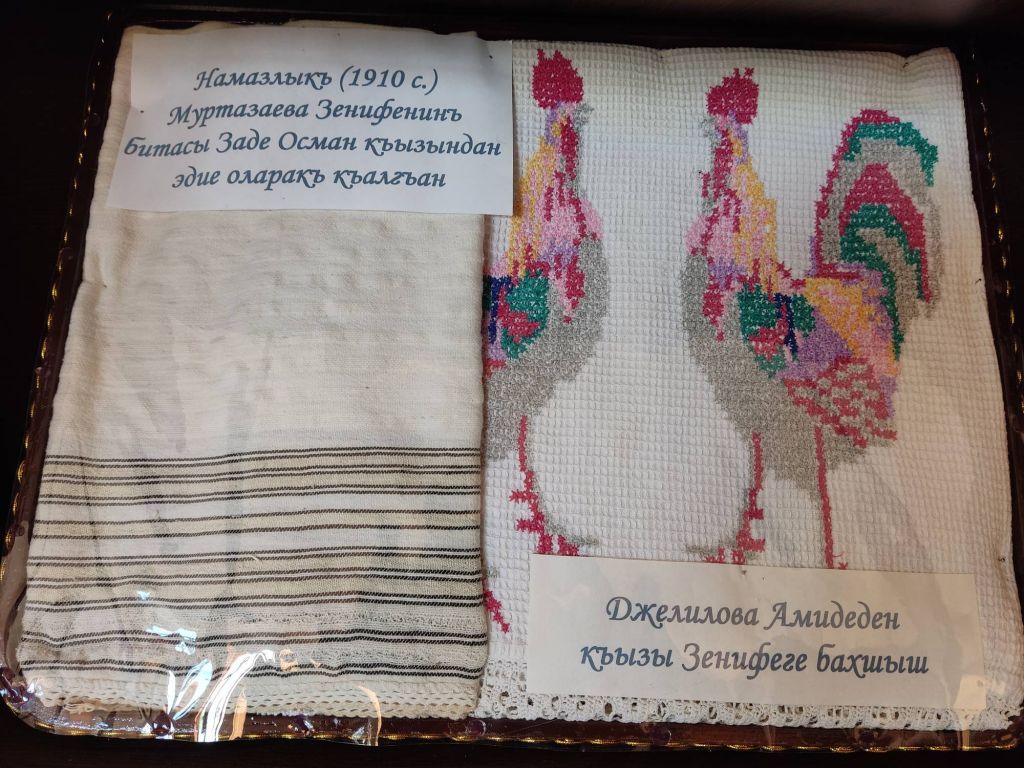 Намазлыкъ (1910 с.)
Муртазаева Зенифенинъ
битасы Заде Осман къызындан
эдие оларакъ къалгъан
Джелилова Амидеден
къызы Зенифеге бахшыш